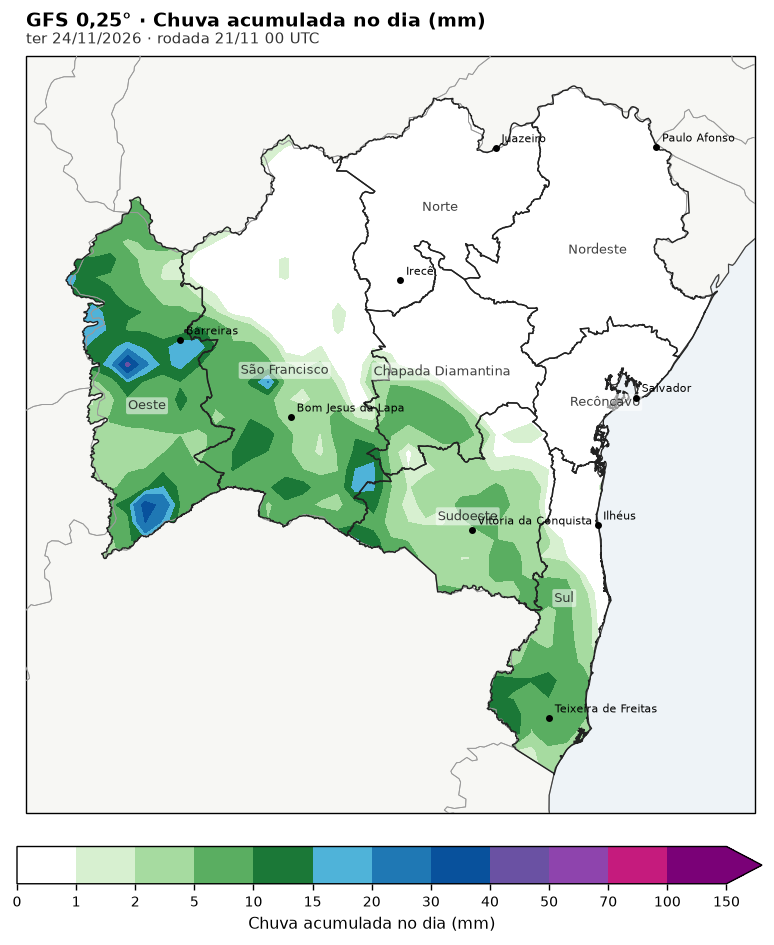 GFS 0,25° · Chuva acumulada no dia (mm)
ter 24/11/2026 · rodada 21/11 00 UTC
Juazeiro
Paulo Afonso
Norte
Nordeste
Irecê
Barreiras
São Francisco
Chapada Diamantina
Salvador
Recôncavo
Oeste
Bom Jesus da Lapa
Sudoeste
Vitória da Conquista
Ilhéus
Sul
Teixeira de Freitas
0 1 2 5 10 15 20 30 40 50 70 100 150
Chuva acumulada no dia (mm)